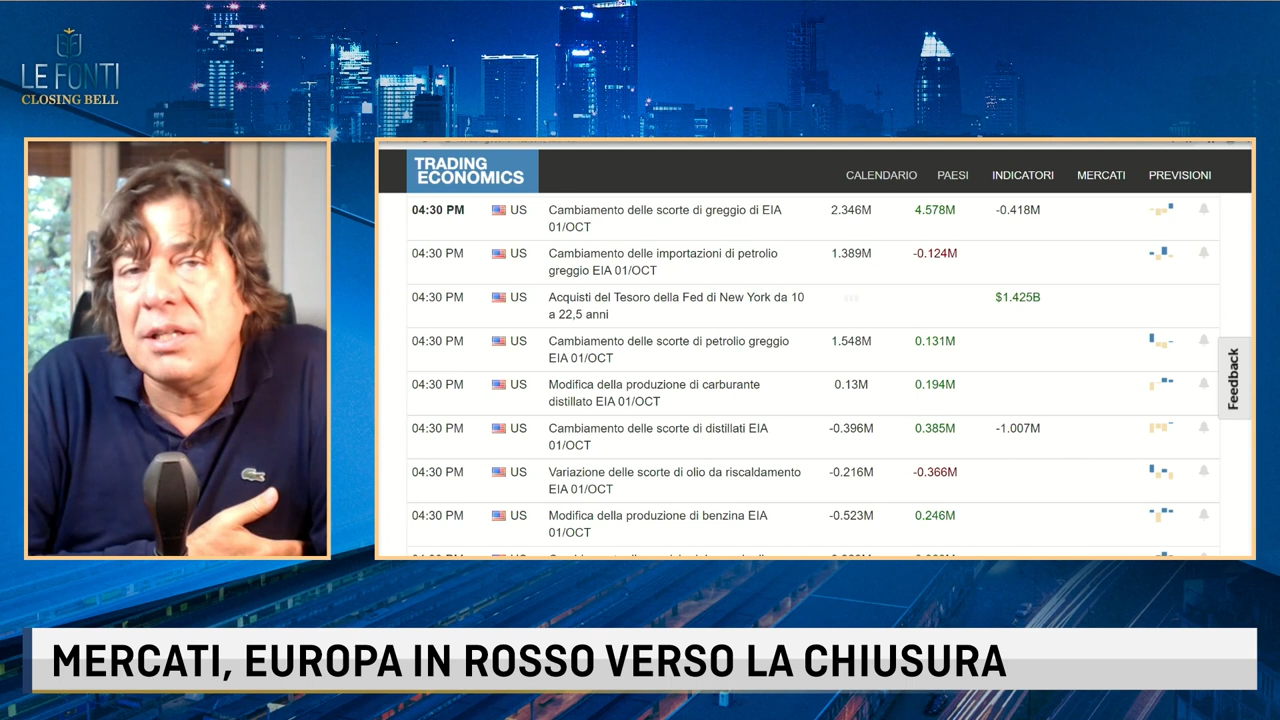 LE FONTI
CLOSING BELL
TRADING
ECONOMICS
CALENDARIO PAESI INDICATORI MERCATI PREVISIONI
04:30 PM US Cambiamento delle scorte di greggio di EIA 2.346M 4.578M -0.418M
01/OCT
04:30 PM US Cambiamento delle importazioni di petrolio 1.389M -0.124M
greggio EIA 01/OCT
04:30 PM US Acquisti del Tesoro della Fed di New York da 10 $1.425B
a 22,5 anni
04:30 PM US Cambiamento delle scorte di petrolio greggio 1.548M 0.131M
EIA 01/OCT
04:30 PM US Modifica della produzione di carburante 0.13M 0.194M
distillato EIA 01/OCT
04:30 PM US Cambiamento delle scorte di distillati EIA -0.396M 0.385M -1.007M
01/OCT
04:30 PM US Variazione delle scorte di olio da riscaldamento -0.216M -0.366M
EIA 01/OCT
04:30 PM US Modifica della produzione di benzina EIA -0.523M 0.246M
01/OCT
Feedback
MERCATI, EUROPA IN ROSSO VERSO LA CHIUSURA